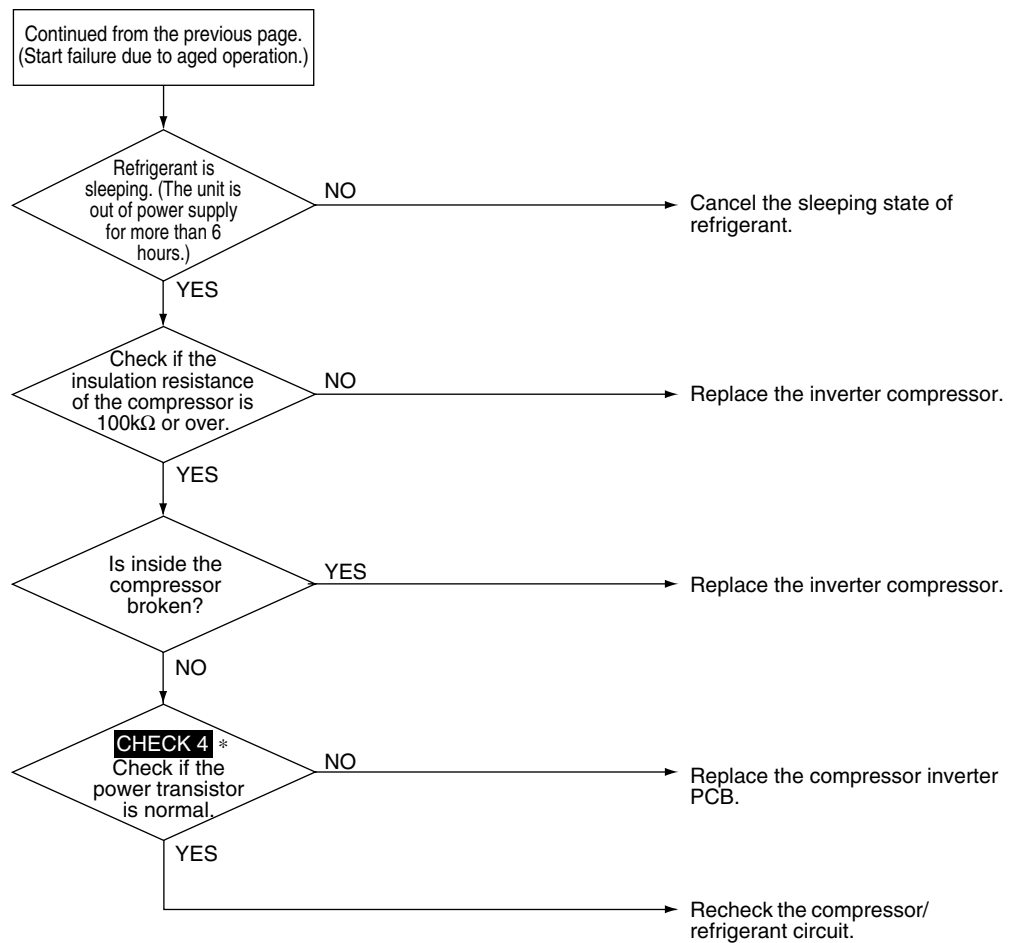 Continued from the previous page.
(Start failure due to aged operation.)
Refrigerant is
sleeping. (The unit is
out of power supply
for more than 6
hours.)
NO
Cancel the sleeping state of
refrigerant.
YES
Check if the
insulation resistance
of the compressor is
100kΩ or over.
NO
Replace the inverter compressor.
YES
Is inside the
compressor
broken?
YES
Replace the inverter compressor.
NO
CHECK 4 *
Check if the
power transistor
is normal.
NO
Replace the compressor inverter
PCB.
YES
Recheck the compressor/
refrigerant circuit.